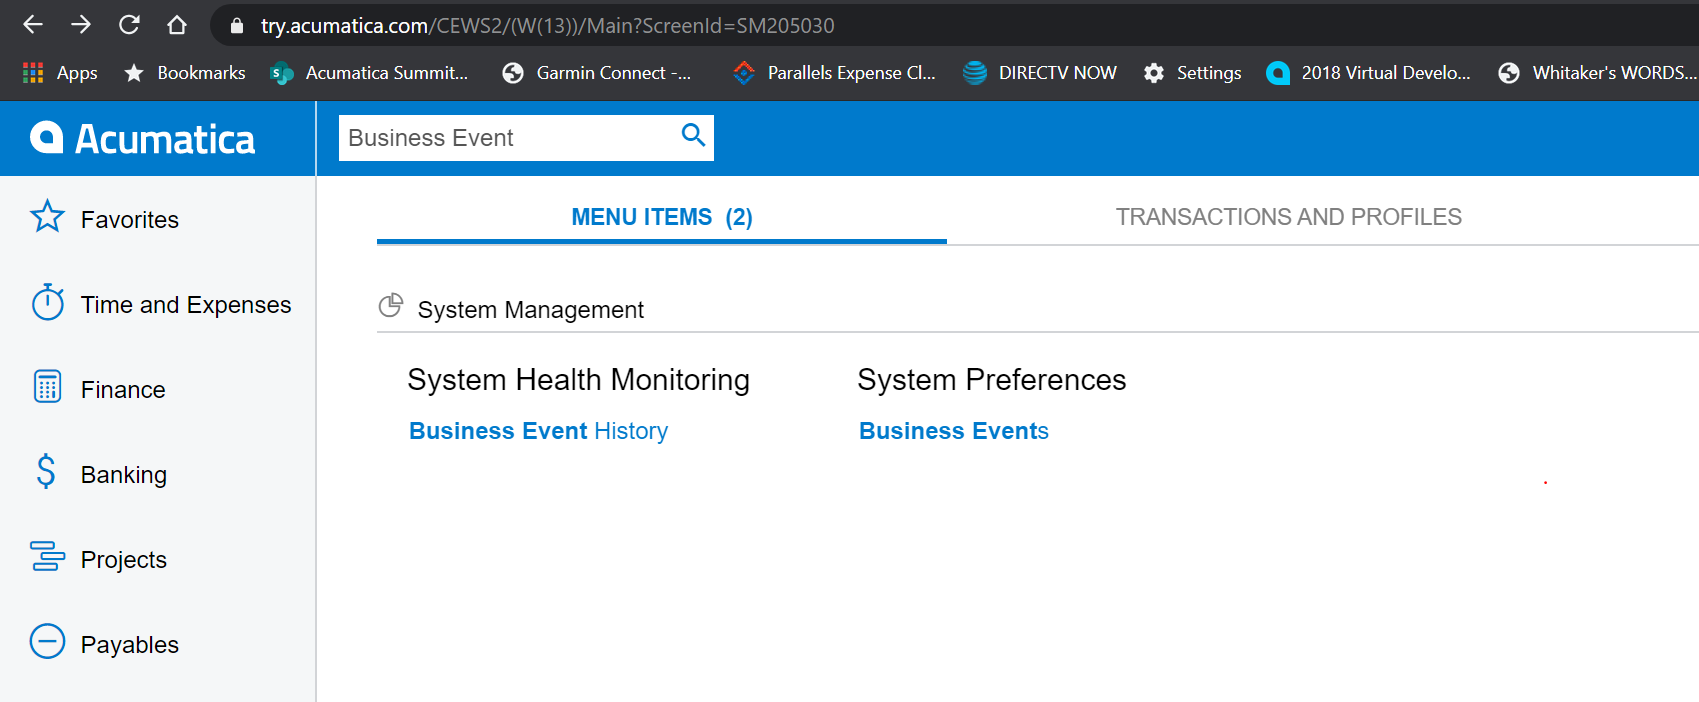 try.acumatica.com/CEWS2/(W(13))/Main?ScreenId=SM205030
Apps Bookmarks Acumatica Summit... Garmin Connect -... Parallels Expense Cl... DIRECTV NOW Settings 2018 Virtual Develo... Whitaker's WORDS...
Acumatica
Business Event
Favorites
Time and Expenses
Finance
Banking
Projects
Payables
MENU ITEMS (2) TRANSACTIONS AND PROFILES
System Management
System Health Monitoring System Preferences
Business Event History Business Events